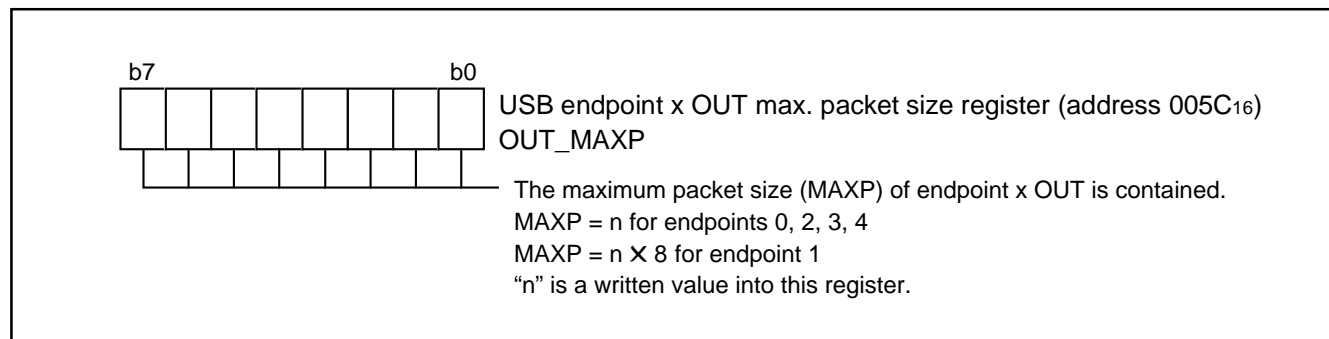 b7 b0
USB endpoint x OUT max. packet size register (address 005C₁₆)
OUT_MAXP
The maximum packet size (MAXP) of endpoint x OUT is contained.
MAXP = n for endpoints 0, 2, 3, 4
MAXP = n ✕ 8 for endpoint 1
“n” is a written value into this register.